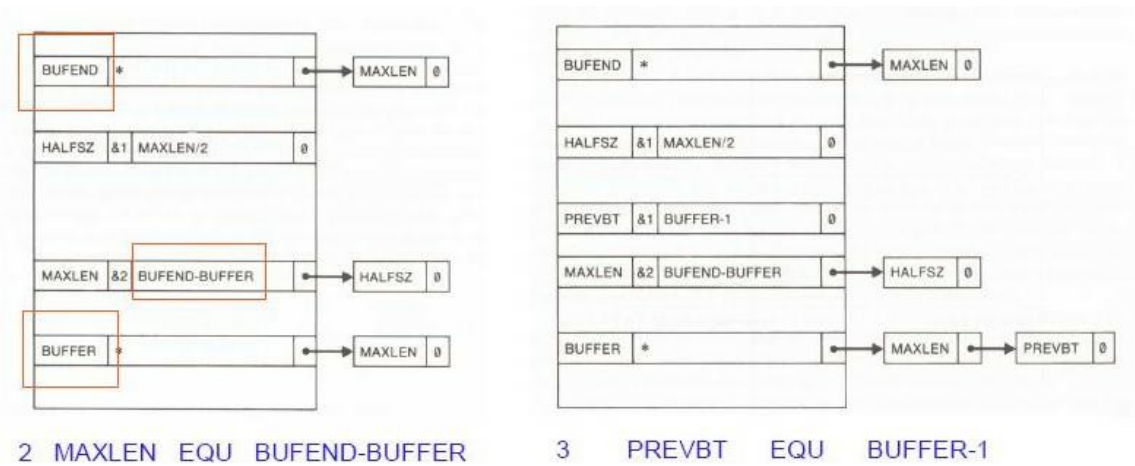 BUFEND * MAXLEN 0
HALFSZ &1 MAXLEN/2 0
MAXLEN &2 BUFEND-BUFFER HALFSZ 0
BUFFER * MAXLEN 0
2 MAXLEN EQU BUFEND-BUFFER
BUFEND * MAXLEN 0
HALFSZ &1 MAXLEN/2 0
PREVBT &1 BUFFER-1 0
MAXLEN &2 BUFEND-BUFFER HALFSZ 0
BUFFER * MAXLEN PREVBT 0
3 PREVBT EQU BUFFER-1